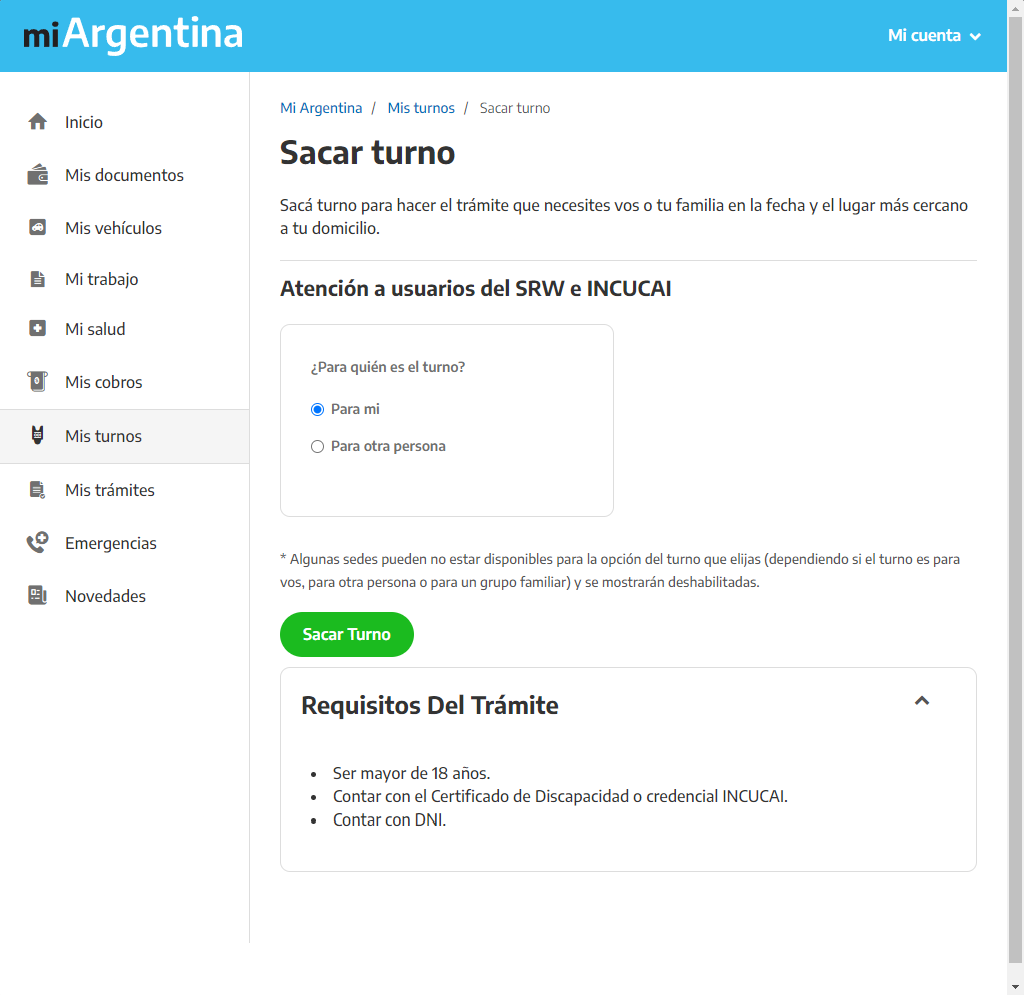 miArgentina
Mi cuenta
Inicio
Mis documentos
Mis vehículos
Mi trabajo
Mi salud
Mis cobros
Mis turnos
Mis trámites
Emergencias
Novedades
Mi Argentina / Mis turnos / Sacar turno
Sacar turno
Sacá turno para hacer el trámite que necesites vos o tu familia en la fecha y el lugar más cercano
a tu domicilio.
Atención a usuarios del SRW e INCUCAI
¿Para quién es el turno?
Para mi
Para otra persona
* Algunas sedes pueden no estar disponibles para la opción del turno que elijas (dependiendo si el turno es para
vos, para otra persona o para un grupo familiar) y se mostrarán deshabilitadas.
Sacar Turno
Requisitos Del Trámite
• Ser mayor de 18 años.
• Contar con el Certificado de Discapacidad o credencial INCUCAI.
• Contar con DNI.